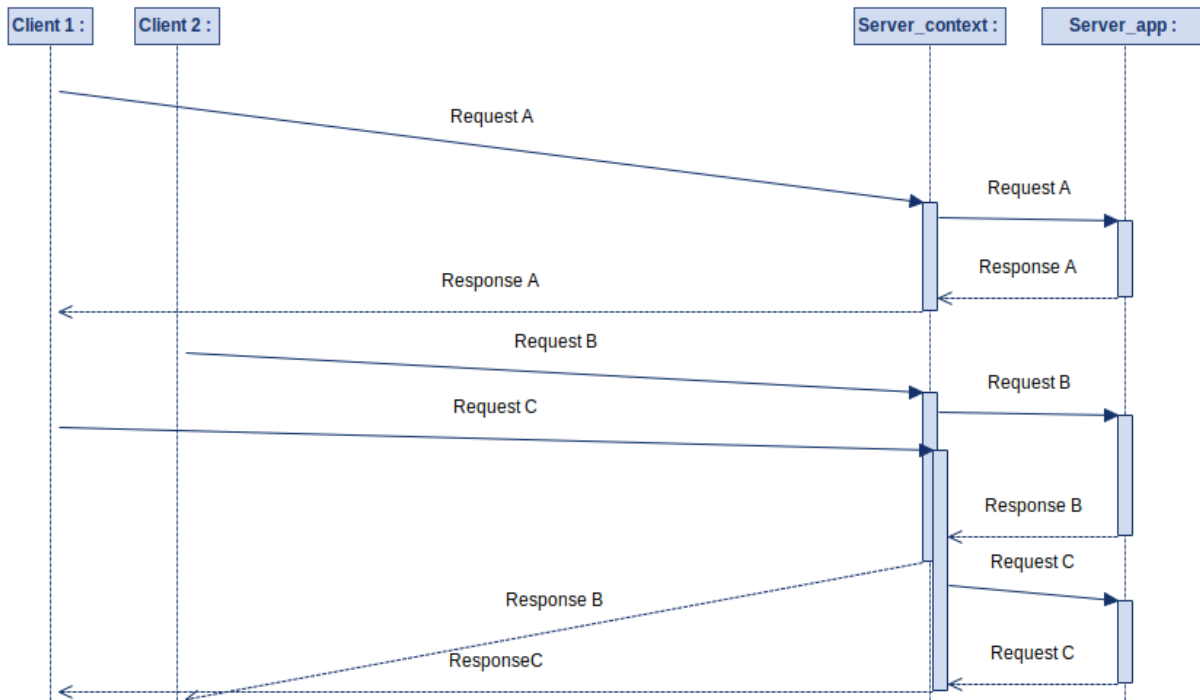 Client 1 :
Client 2 :
Server_context :
Server_app :
Request A
Request A
Response A
Response A
Request B
Request B
Request C
Response B
Request C
Response B
Request C
ResponseC